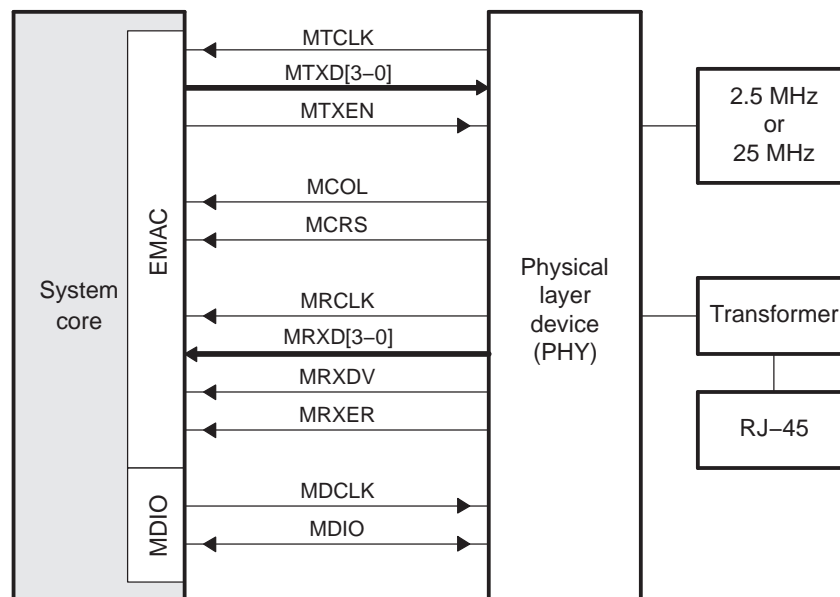 MTCLK
MTXD[3−0]
MTXEN
MCOL
MCRS
MRCLK
MRXD[3−0]
MRXDV
MRXER
MDCLK
MDIO
System
core
EMAC
MDIO
Physical
layer
device
(PHY)
2.5 MHz
or
25 MHz
Transformer
RJ−45